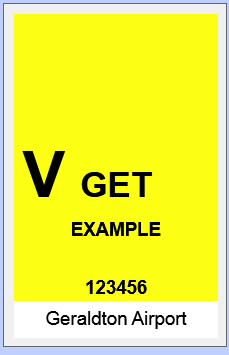 V GET
EXAMPLE
123456
Geraldton Airport